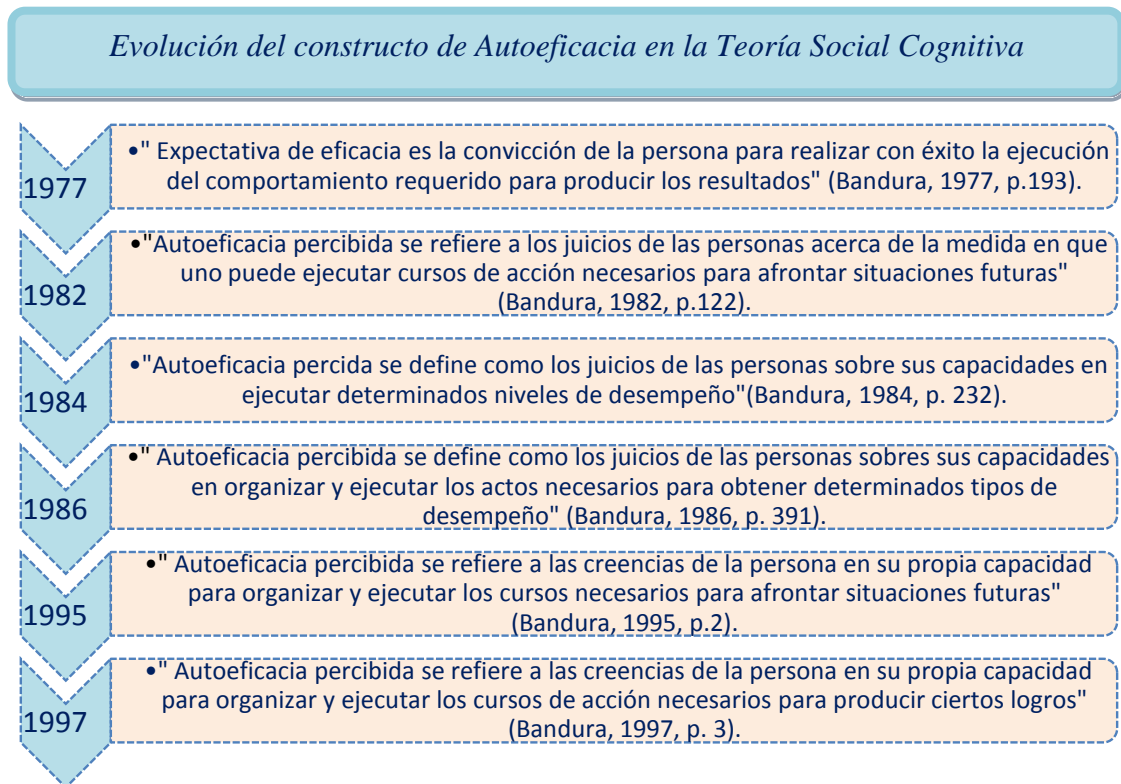 Evolución del constructo de Autoeficacia en la Teoría Social Cognitiva
1977
•" Expectativa de eficacia es la convicción de la persona para realizar con éxito la ejecución
del comportamiento requerido para producir los resultados" (Bandura, 1977, p.193).
1982
•"Autoeficacia percibida se refiere a los juicios de las personas acerca de la medida en que
uno puede ejecutar cursos de acción necesarios para afrontar situaciones futuras"
(Bandura, 1982, p.122).
1984
•"Autoeficacia percida se define como los juicios de las personas sobre sus capacidades en
ejecutar determinados niveles de desempeño"(Bandura, 1984, p. 232).
1986
•" Autoeficacia percibida se define como los juicios de las personas sobres sus capacidades
en organizar y ejecutar los actos necesarios para obtener determinados tipos de
desempeño" (Bandura, 1986, p. 391).
1995
•" Autoeficacia percibida se refiere a las creencias de la persona en su propia capacidad
para organizar y ejecutar los cursos necesarios para afrontar situaciones futuras"
(Bandura, 1995, p.2).
1997
•" Autoeficacia percibida se refiere a las creencias de la persona en su propia capacidad
para organizar y ejecutar los cursos de acción necesarios para producir ciertos logros"
(Bandura, 1997, p. 3).